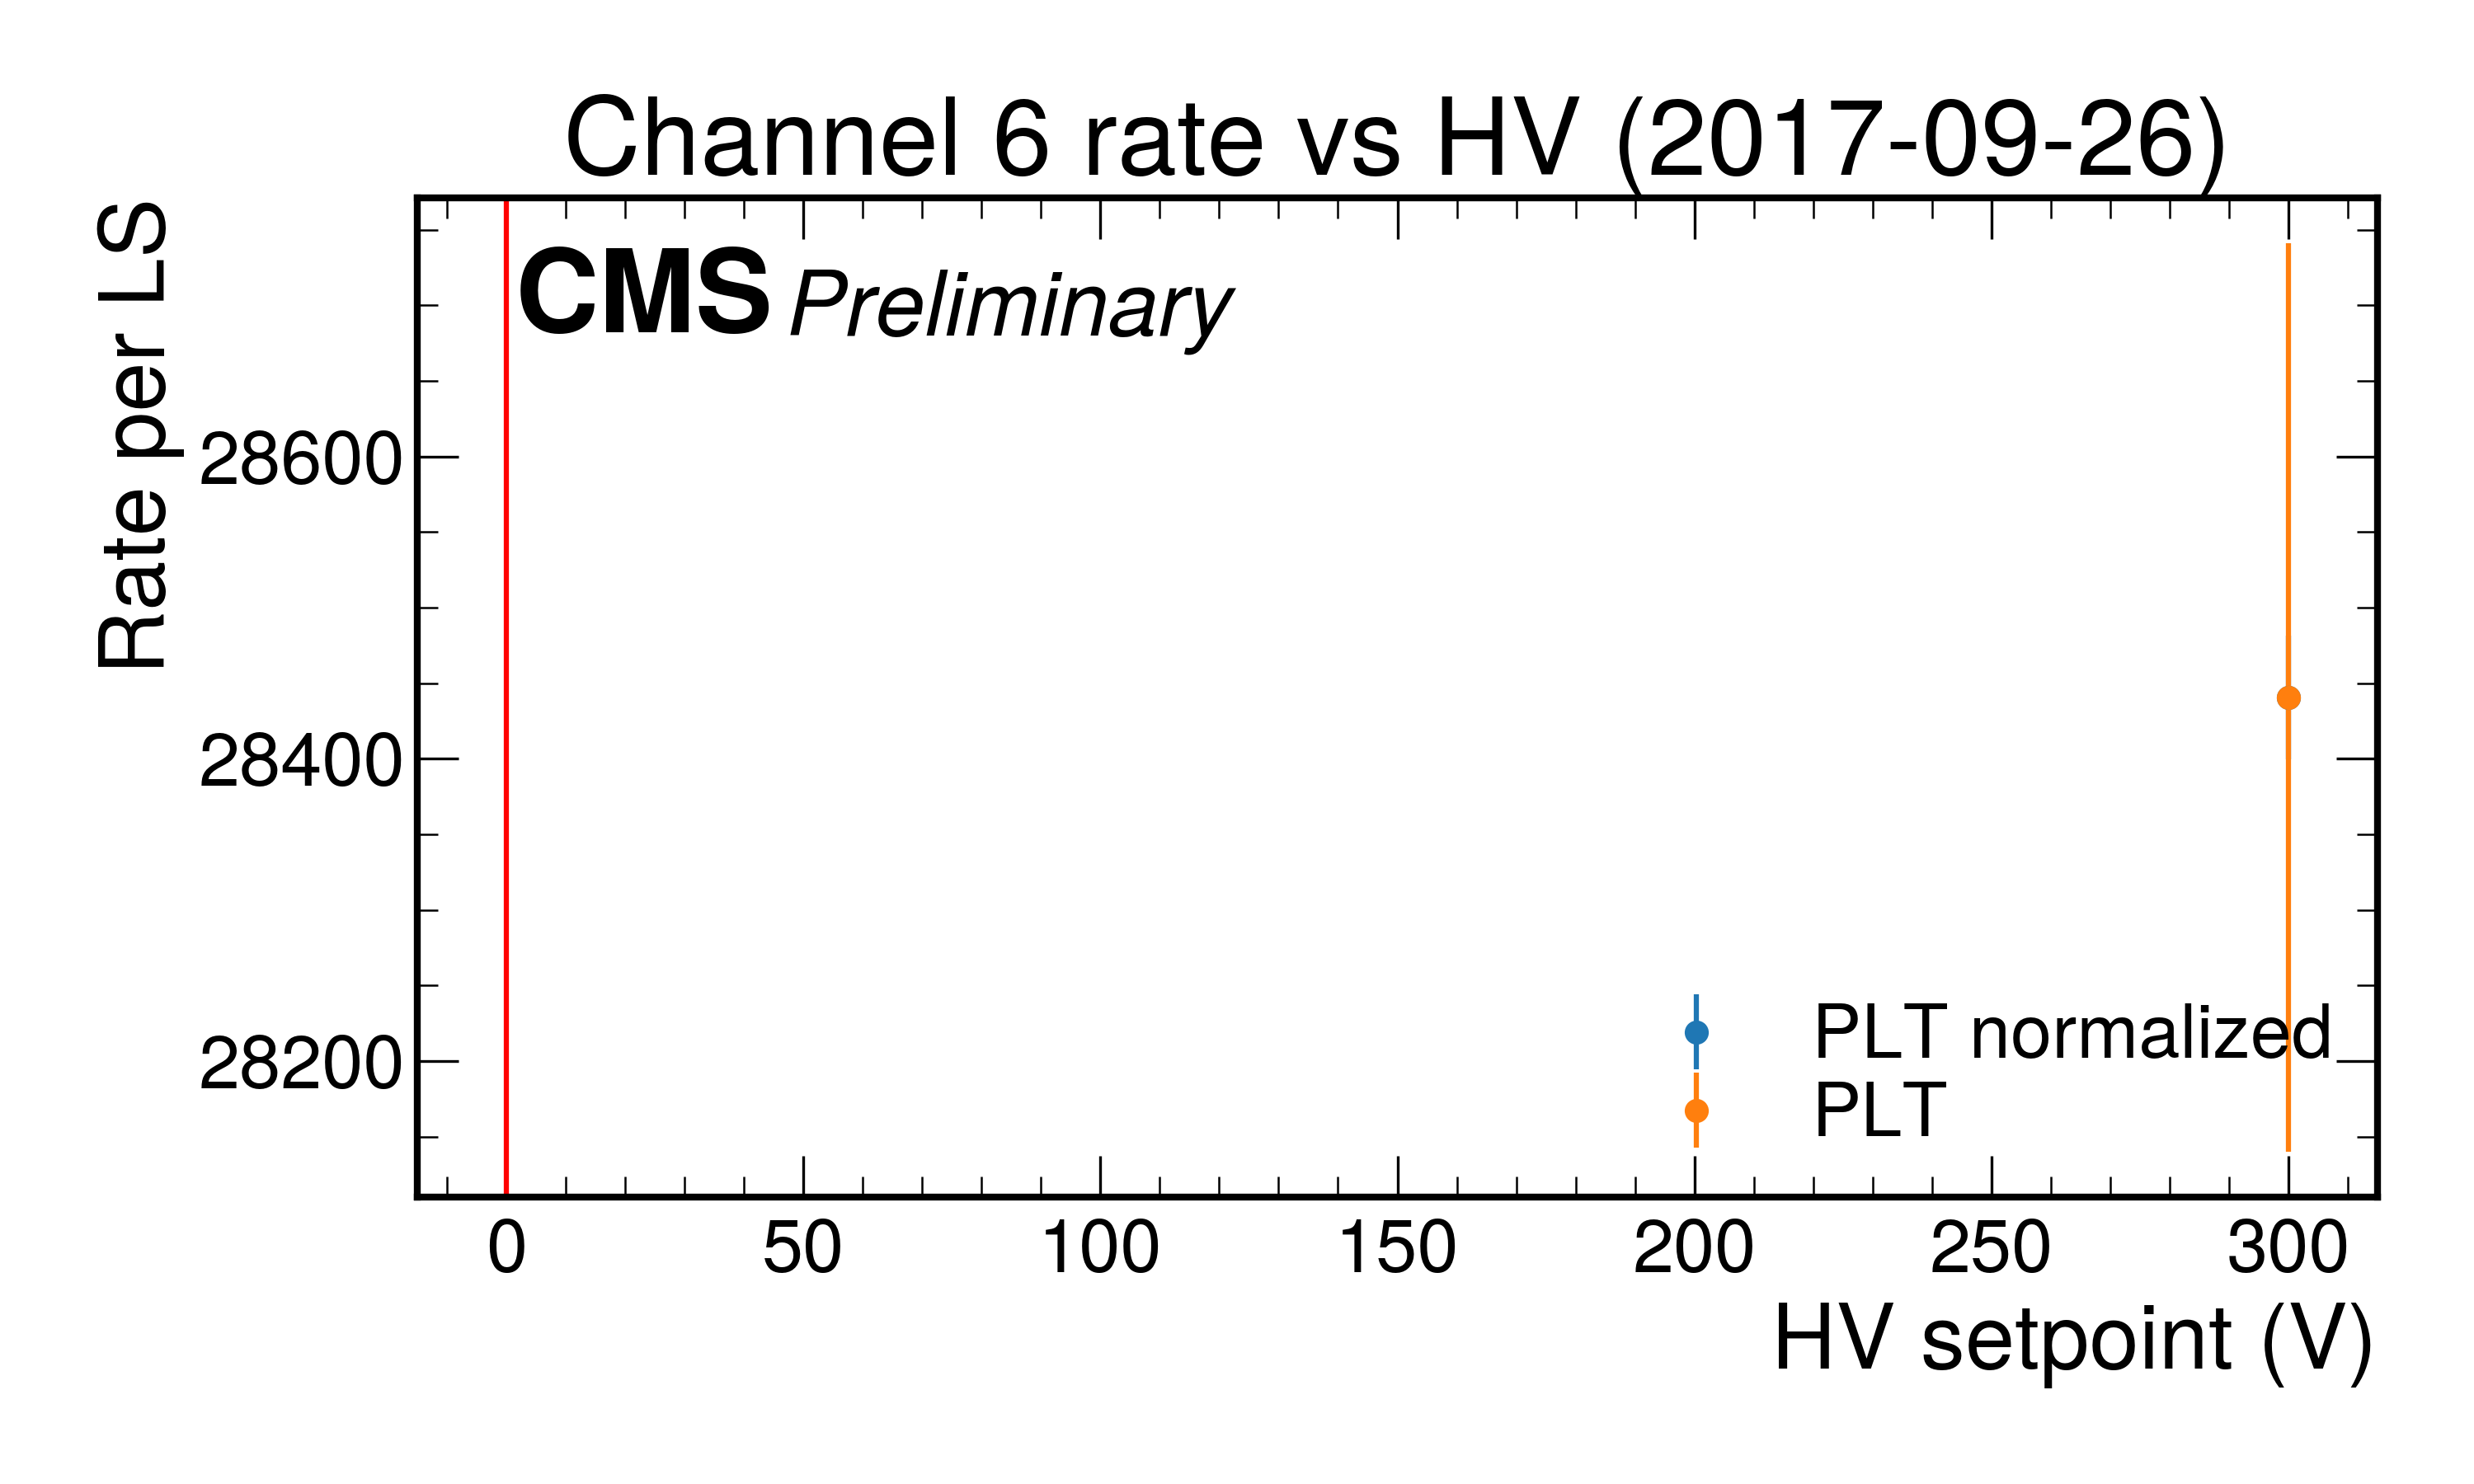 Channel 6 rate vs HV (2017-09-26)
Rate per LS
CMS Preliminary
28600
28400
28200
PLT normalized
PLT
0 50 100 150 200 250 300
HV setpoint (V)